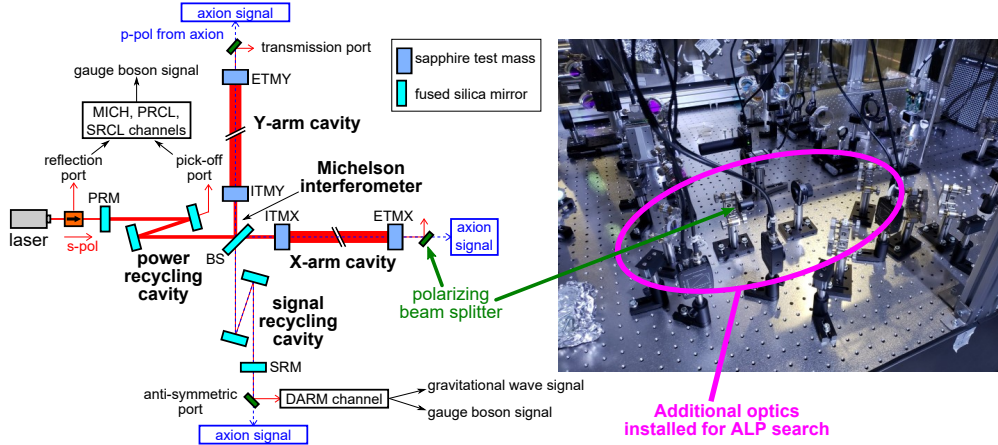 axion signal
p-pol from axion
transmission port
ETMY
sapphire test mass
fused silica mirror
gauge boson signal
MICH, PRCL,
SRCL channels
Y-arm cavity
reflection
port
pick-off
port
Michelson
interferometer
PRM
ITMY
laser
s-pol
ITMX
ETMX
axion
signal
BS
X-arm cavity
power
recycling
cavity
signal
recycling
cavity
polarizing
beam splitter
SRM
anti-symmetric
port
DARM channel
gravitational wave signal
gauge boson signal
axion signal
Additional optics
installed for ALP search